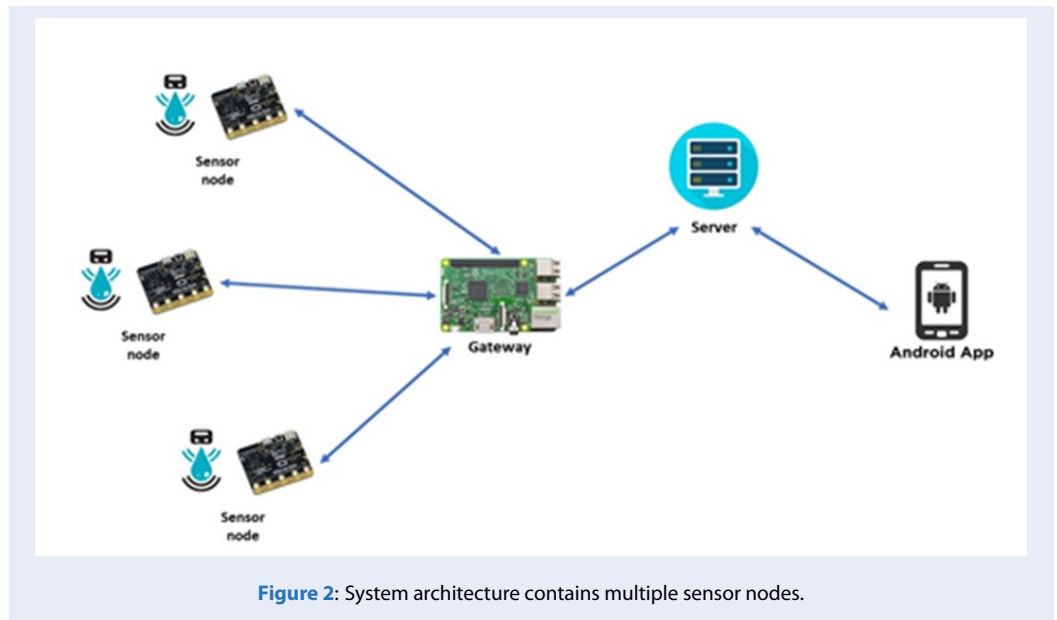 Sensor
node
Server
Sensor
node
Gateway
Android App
Sensor
node
Figure 2: System architecture contains multiple sensor nodes.